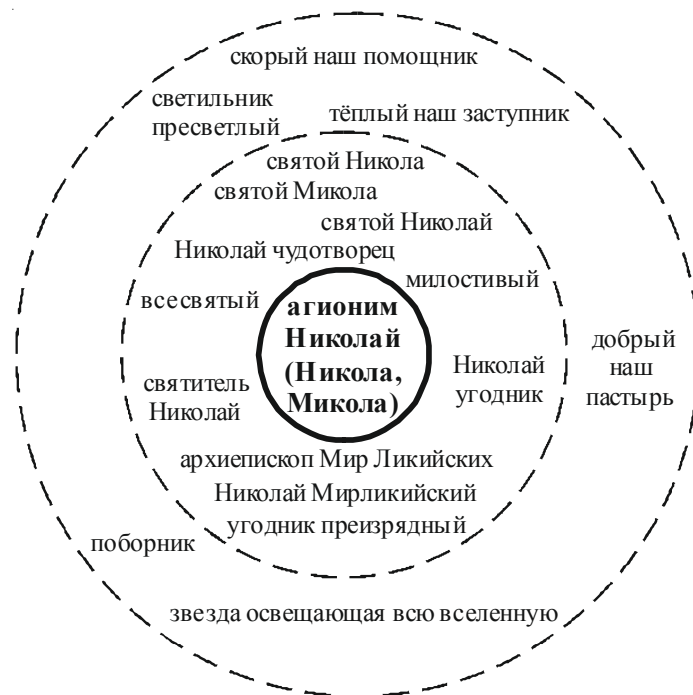 скорый наш помощник
светильник
пресветлый
тёплый наш заступник
святой Никола
святой Микола
святой Николай
Николай чудотворец
милостивый
всесвятый
агионим
Николай
(Никола,
Микола)
добрый
наш
пастырь
Николай
угодник
святитель
Николай
архиепископ Мир Ликийских
Николай Мирликийский
угодник преизрядный
поборник
звезда освещающая всю вселенную